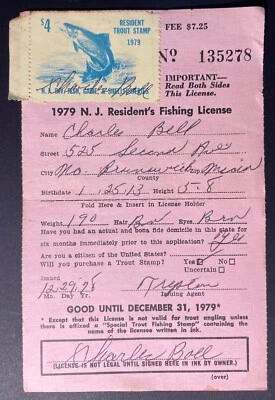 RESIDENT
TROUT STAMP
1979
$4
Charles Bell
FEE $7.25
No. 135278
IMPORTANT—
Read Both Sides
This License.
1979 N.J. Resident's Fishing License
Name Charles Bell
Street 525 Second
City No. Brunswick
County
Birthdate 1 25 13 Height 5-8
Fold Here & Insert in License Holder
Weight 190 Hair Brn Eyes Brn
Have you had an actual and bona fide domicile in this state for
six months immediately prior to this application? Yes
Are you a citizen of the United States?
Will you purchase a Trout Stamp? Yes No
Uncertain
Issued 12-29-78
Mo. Day Yr. Issuing Agent
GOOD UNTIL DECEMBER 31, 1979*
* Except that this License is not valid for trout angling unless
there is affixed a "Special Trout Fishing Stamp" containing the
name of the licensee written in ink.
Charles Bell
(LICENSE IS NOT LEGAL UNTIL SIGNED HERE IN INK BY OWNER.)
(over)